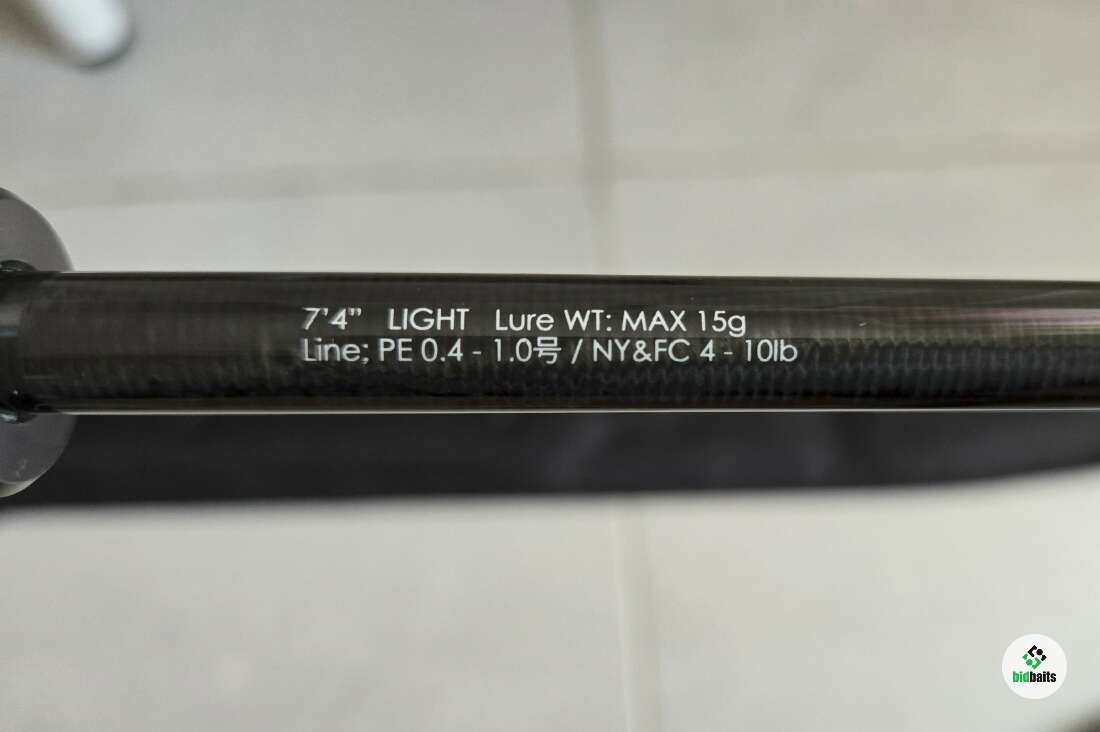 7'4" LIGHT Lure WT: MAX 15g
Line; PE 0.4 - 1.0号 / NY&FC 4 - 10lb
bidbaits